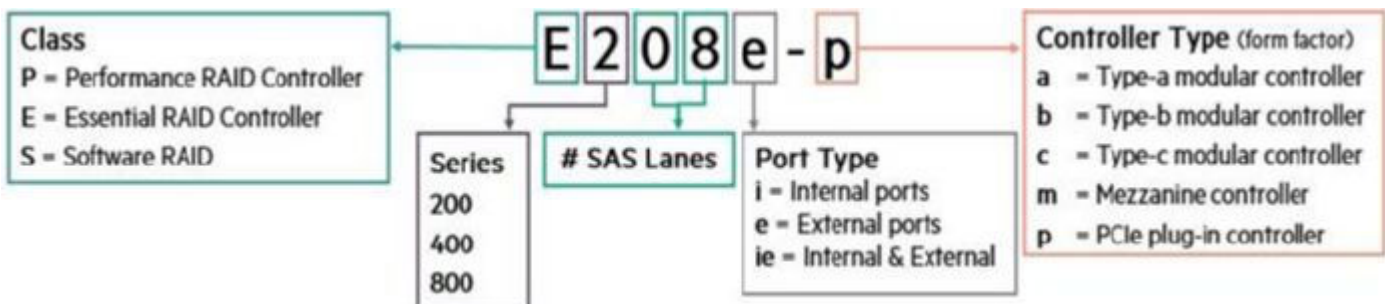 E208e-p
Class
P = Performance RAID Controller
E = Essential RAID Controller
S = Software RAID
Series
200
400
800
# SAS Lanes
Port Type
i = Internal ports
e = External ports
ie = Internal & External
Controller Type (form factor)
a = Type-a modular controller
b = Type-b modular controller
c = Type-c modular controller
m = Mezzanine controller
p = PCIe plug-in controller